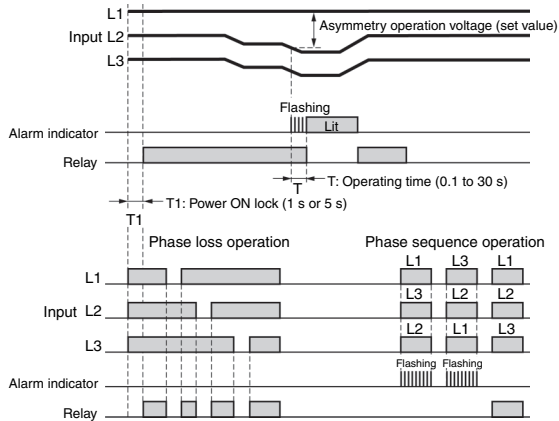 L1
Asymmetry operation voltage (set value)
Input L2
L3
Flashing
Alarm indicator
Lit
Relay
T
T: Operating time (0.1 to 30 s)
T1: Power ON lock (1 s or 5 s)
T1
Phase loss operation
Phase sequence operation
L1 L3 L1
L1
L3 L2 L2
Input L2
L2 L1 L3
L3
Flashing Flashing
Alarm indicator
Relay